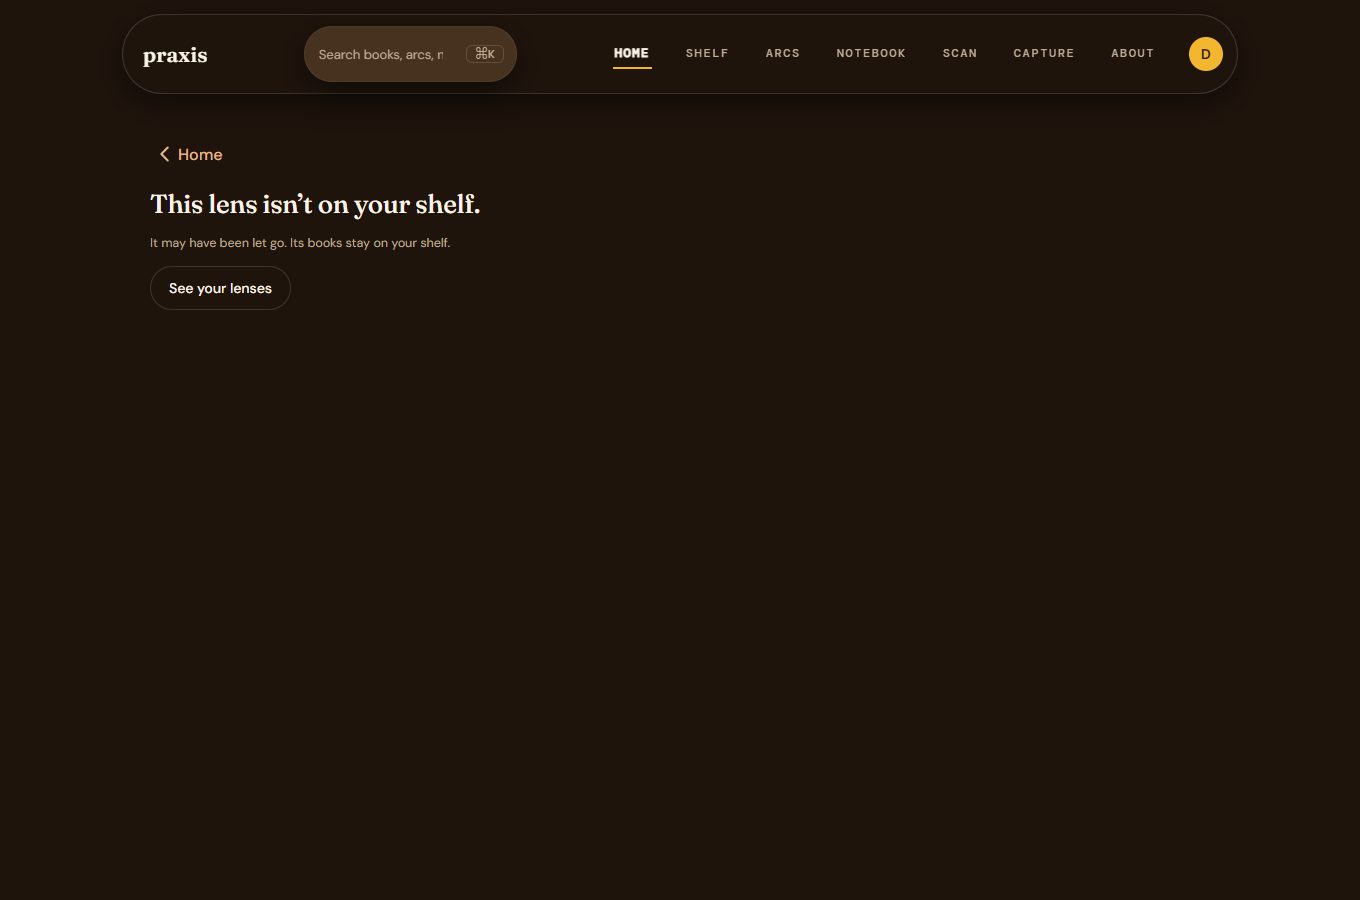 praxis
Search books, arcs, n
⌘K
HOME
SHELF
ARCS
NOTEBOOK
SCAN
CAPTURE
ABOUT
D
Home
This lens isn’t on your shelf.
It may have been let go. Its books stay on your shelf.
See your lenses